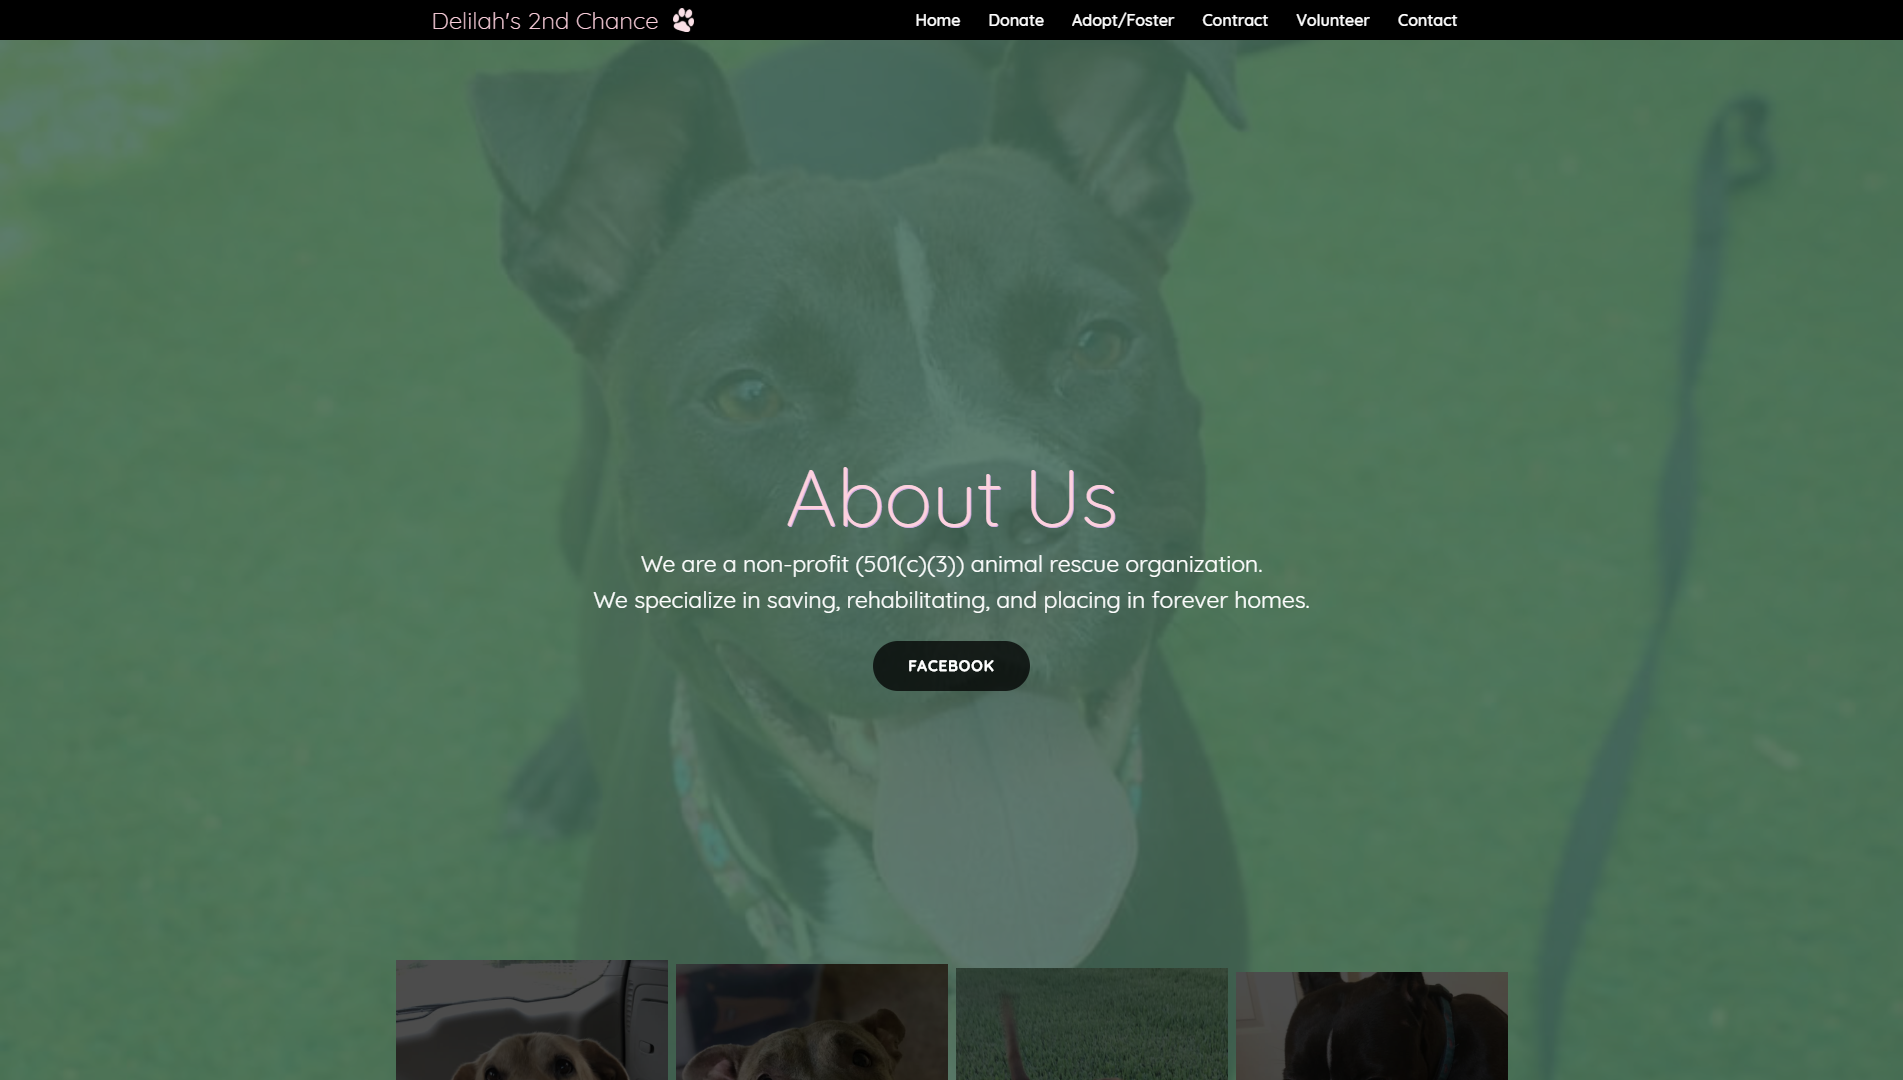 Delilah's 2nd Chance
Home Donate Adopt/Foster Contract Volunteer Contact
About Us
We are a non-profit (501(c)(3)) animal rescue organization.
We specialize in saving, rehabilitating, and placing in forever homes.
FACEBOOK